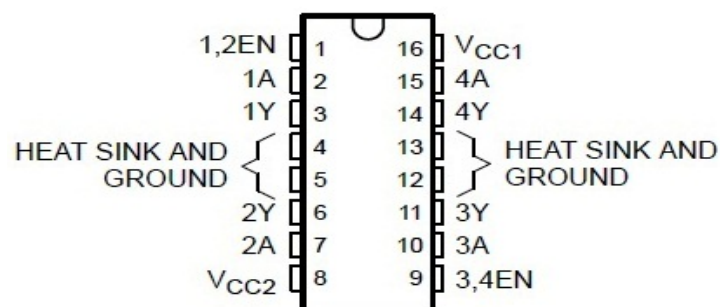 1,2EN 1 16 VCC1
1A 2 15 4A
1Y 3 14 4Y
HEAT SINK AND 4 13 HEAT SINK AND
GROUND 5 12 GROUND
2Y 6 11 3Y
2A 7 10 3A
VCC2 8 9 3,4EN